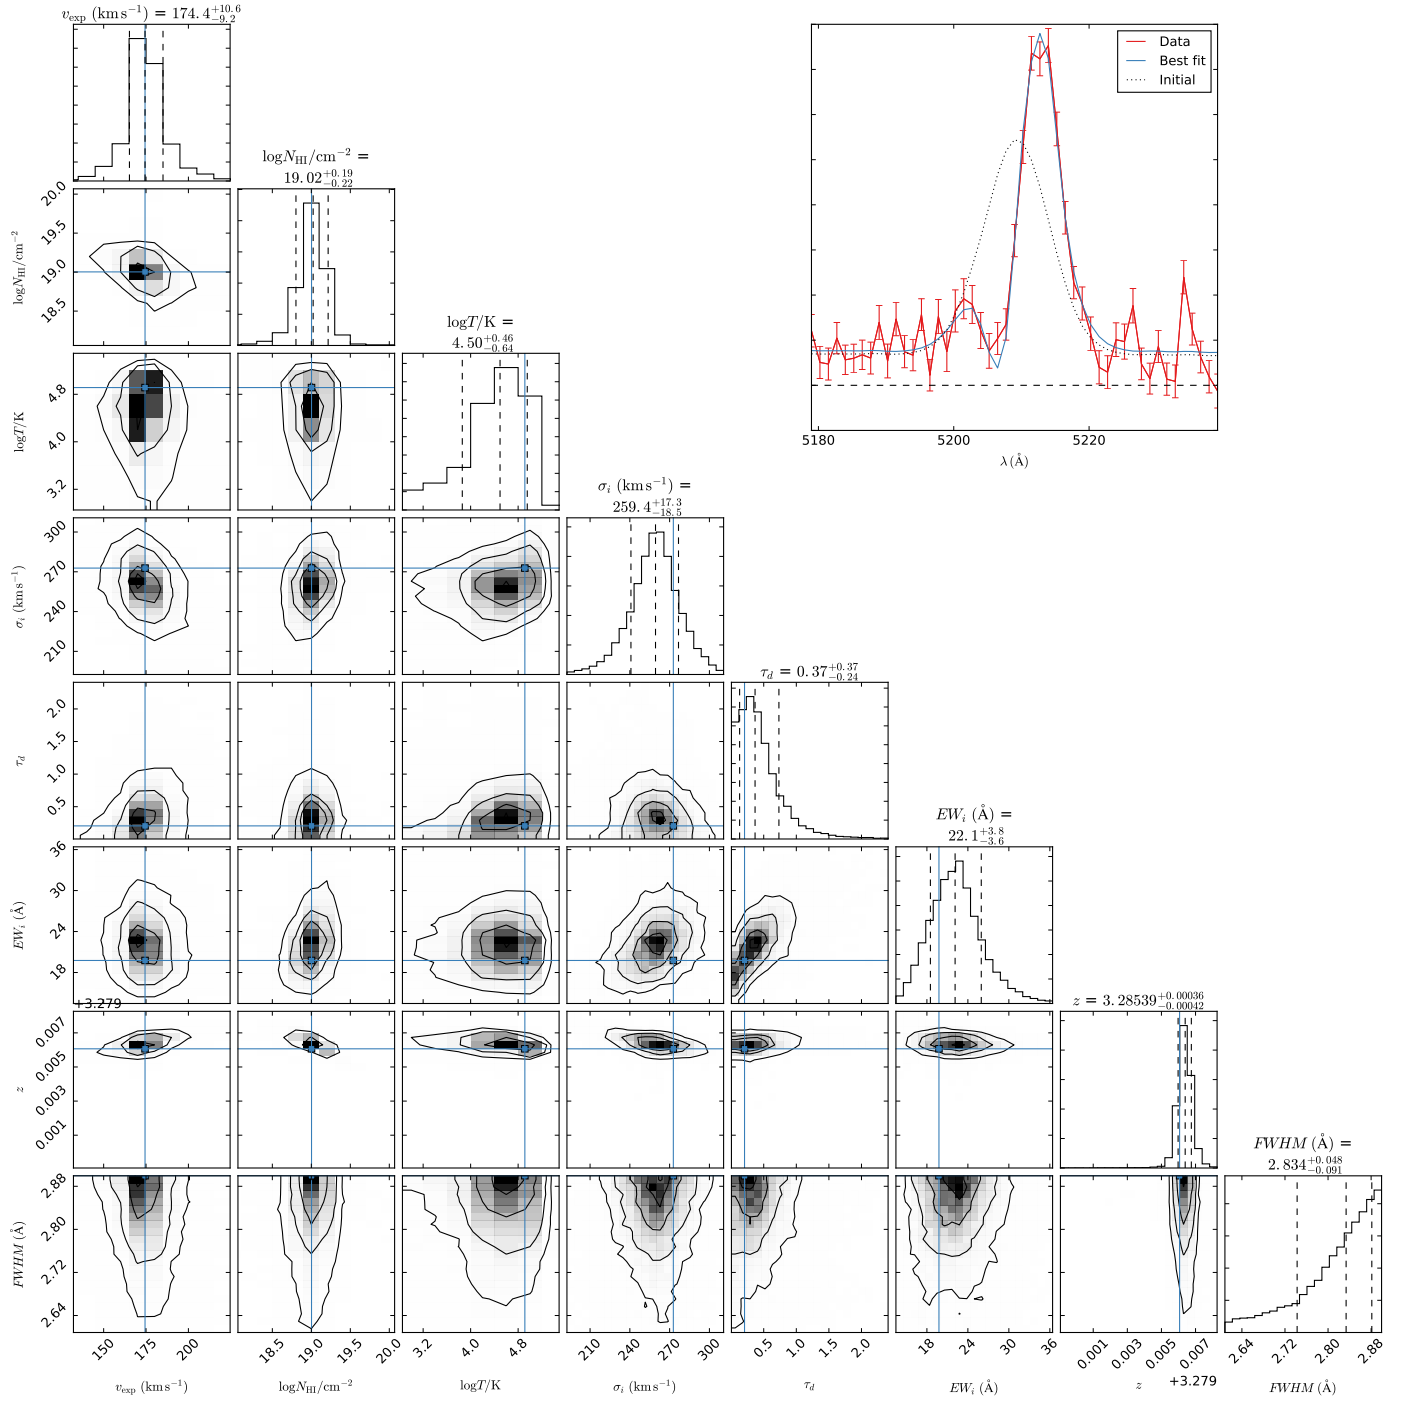 v_exp (km s⁻¹) = 174.4 +10.6 −9.2
Data
Best fit
Initial
5180 5200 5220
λ (Å)
log N_HI/cm⁻² =
19.02 +0.19 −0.22
20.0
19.5
19.0
18.5
log N_HI/cm⁻²
log T/K =
4.50 +0.46 −0.64
4.8
4.0
3.2
log T/K
σ_i (km s⁻¹) =
259.4 +17.3 −18.5
300
270
240
210
σ_i (km s⁻¹)
τ_d = 0.37 +0.37 −0.24
2.0
1.5
1.0
0.5
τ_d
EW_i (Å) =
22.1 +3.8 −3.6
36
30
24
18
EW_i (Å)
z = 3.28539 +0.00036 −0.00042
+3.279
0.007
0.005
0.003
0.001
z
FWHM (Å) =
2.834 +0.048 −0.091
2.88
2.80
2.72
2.64
FWHM (Å)
150 175 200
18.5 19.0 19.5 20.0
3.2 4.0 4.8
210 240 270 300
0.5 1.0 1.5 2.0
18 24 30 36
0.001 0.003 0.005 0.007
2.64 2.72 2.80 2.88
v_exp (km s⁻¹)
log N_HI/cm⁻²
log T/K
σ_i (km s⁻¹)
τ_d
EW_i (Å)
z
+3.279
FWHM (Å)